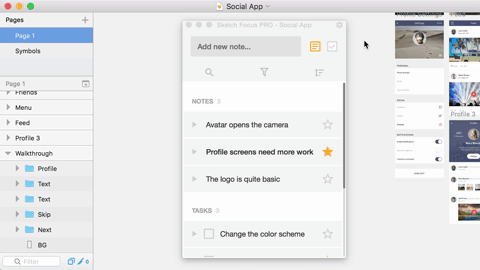 Social App
Pages
Page 1
Symbols
Page 1
Friends
Menu
Feed
Profile 3
Walkthrough
Profile
Text
Text
Skip
Next
BG
Filter
0
Sketch Focus PRO - Social App
Add new note...
NOTES 3
Avatar opens the camera
Profile screens need more work
The logo is quite basic
TASKS 3
Change the color scheme
Profile 3